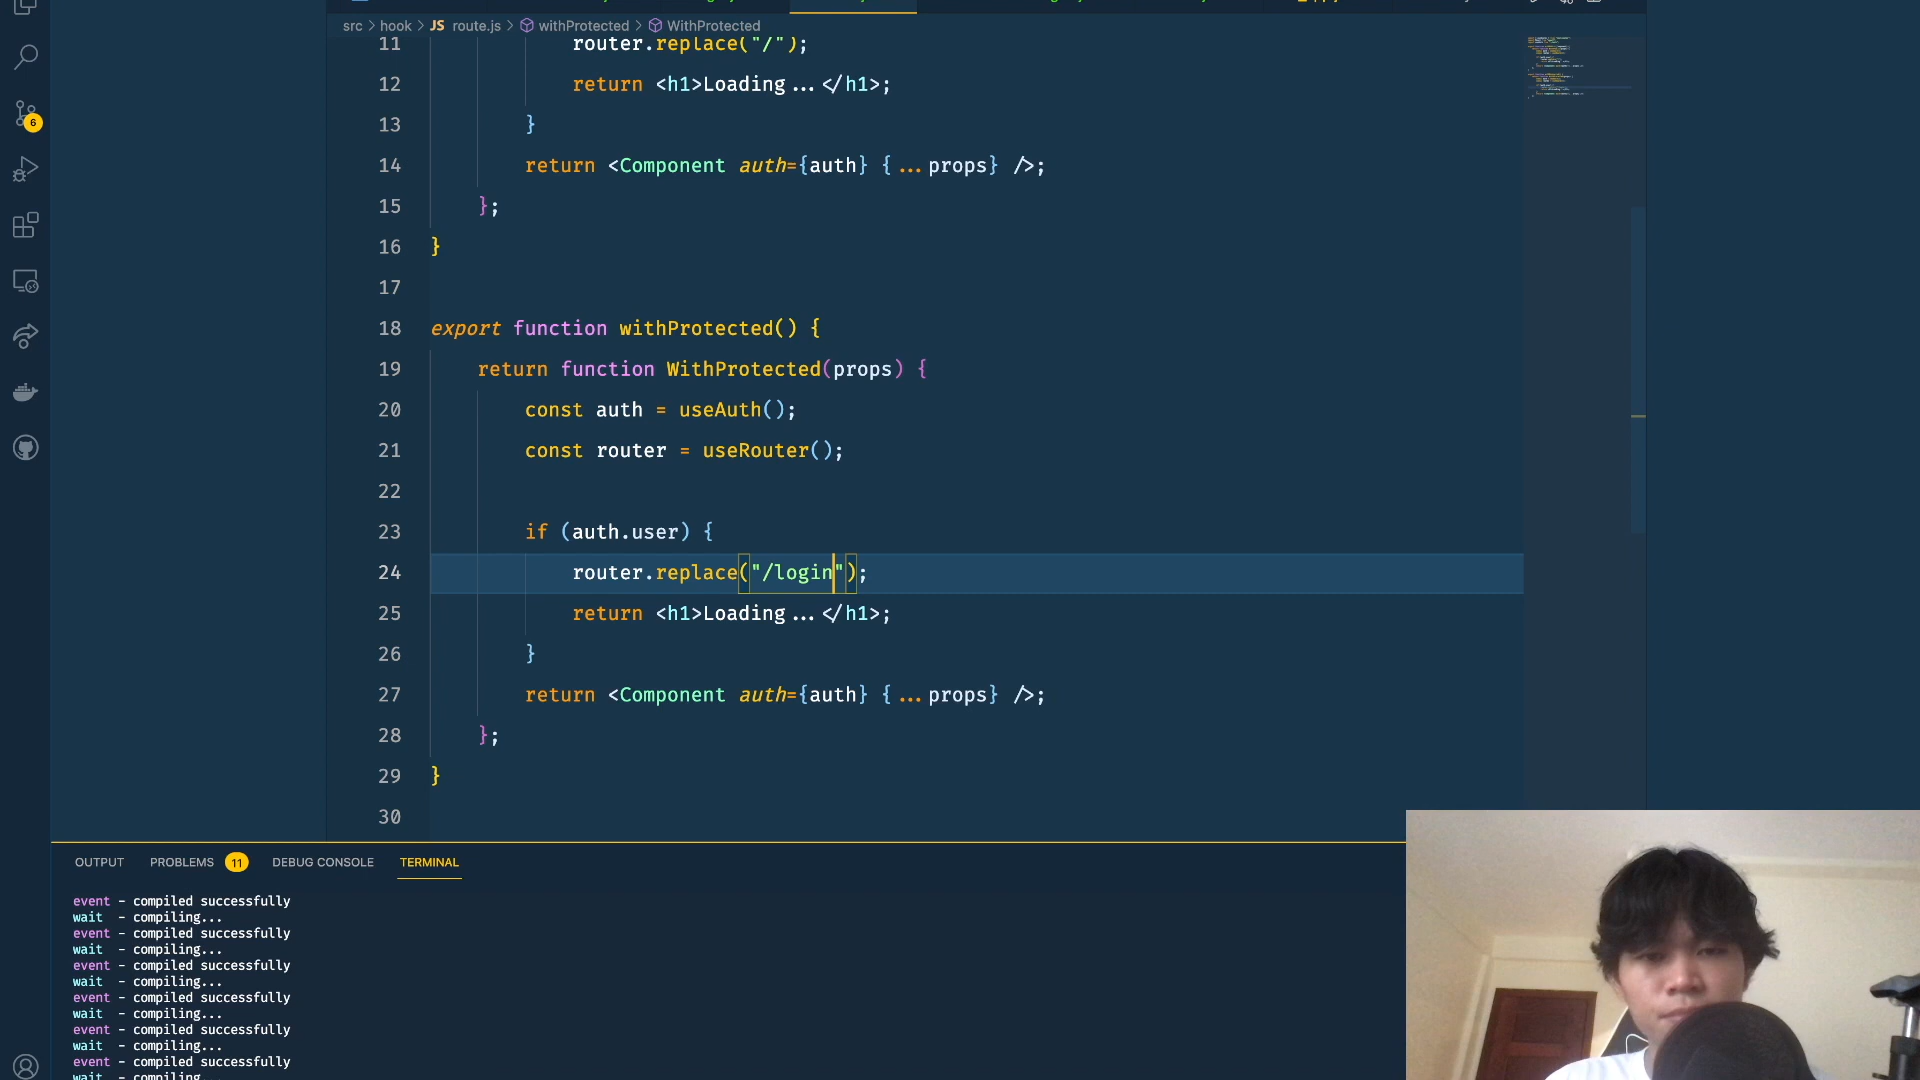 src > hook > JS route.js > withProtected > WithProtected
11 router.replace("/");
12 return <h1>Loading...</h1>;
13 }
14 return <Component auth={auth} {...props} />;
15 };
16 }
17
18 export function withProtected() {
19 return function WithProtected(props) {
20 const auth = useAuth();
21 const router = useRouter();
22
23 if (auth.user) {
24 router.replace("/login");
25 return <h1>Loading...</h1>;
26 }
27 return <Component auth={auth} {...props} />;
28 };
29 }
30
6
OUTPUT PROBLEMS 11 DEBUG CONSOLE TERMINAL
event - compiled successfully
wait - compiling...
event - compiled successfully
wait - compiling...
event - compiled successfully
wait - compiling...
event - compiled successfully
wait - compiling...
event - compiled successfully
wait - compiling...
event - compiled successfully
wait - compiling...